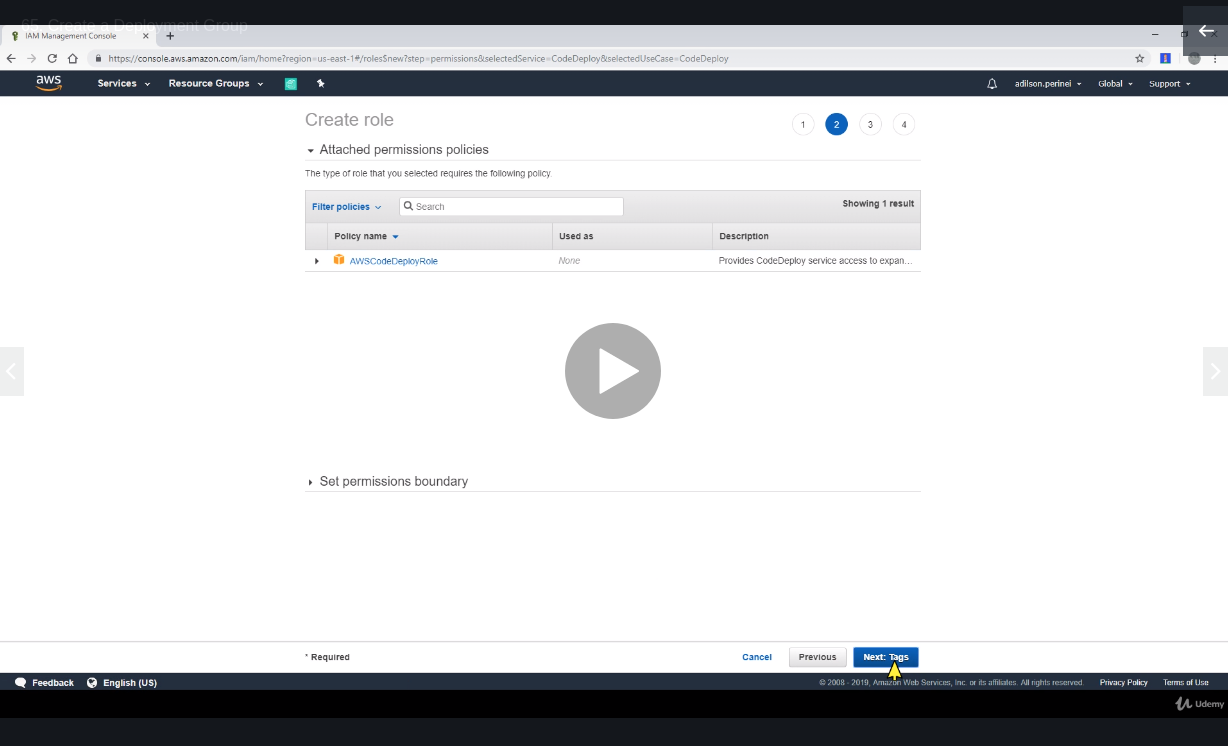 65. Create a Deployment Group
IAM Management Console
https://console.aws.amazon.com/iam/home?region=us-east-1#/roles$new?step=permissions&selectedService=CodeDeploy&selectedUseCase=CodeDeploy
aws Services Resource Groups adilson.perinei Global Support
Create role 1 2 3 4
Attached permissions policies
The type of role that you selected requires the following policy.
Filter policies Search Showing 1 result
Policy name Used as Description
AWSCodeDeployRole None Provides CodeDeploy service access to expan...
Set permissions boundary
* Required Cancel Previous Next: Tags
Feedback English (US) © 2008 - 2019, Amazon Web Services, Inc. or its affiliates. All rights reserved. Privacy Policy Terms of Use
Udemy